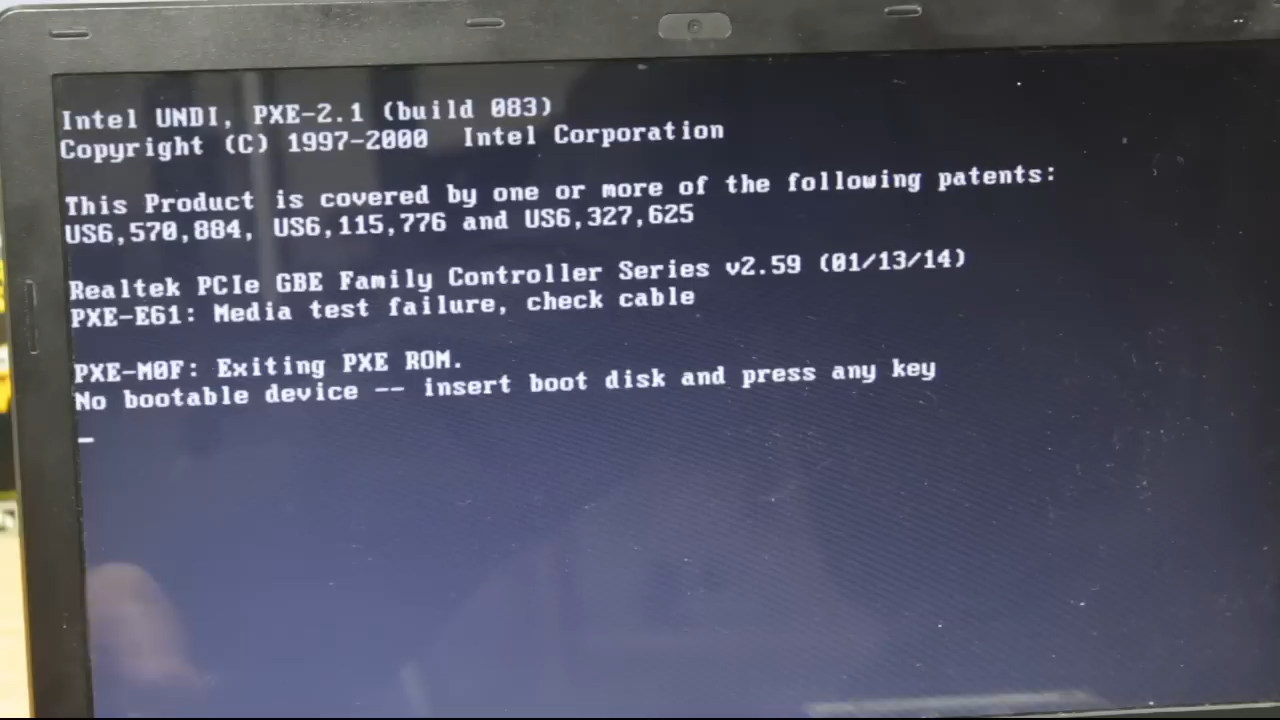 Intel UNDI, PXE-2.1 (build 083)
Copyright (C) 1997-2000  Intel Corporation
This Product is covered by one or more of the following patents:
US6,570,884, US6,115,776 and US6,327,625
Realtek PCIe GBE Family Controller Series v2.59 (01/13/14)
PXE-E61: Media test failure, check cable
PXE-M0F: Exiting PXE ROM.
No bootable device -- insert boot disk and press any key